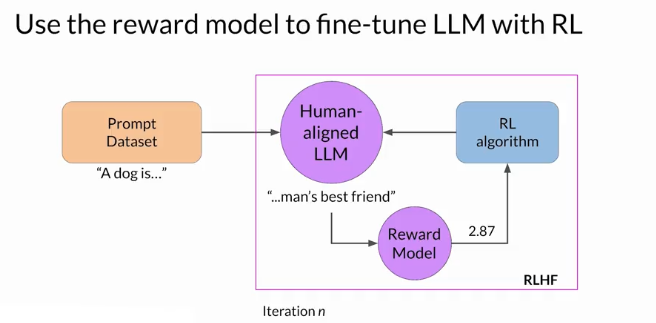 Use the reward model to fine-tune LLM with RL
Prompt
Dataset
"A dog is..."
Human-
aligned
LLM
"...man's best friend"
RL
algorithm
Reward
Model
2.87
RLHF
Iteration n